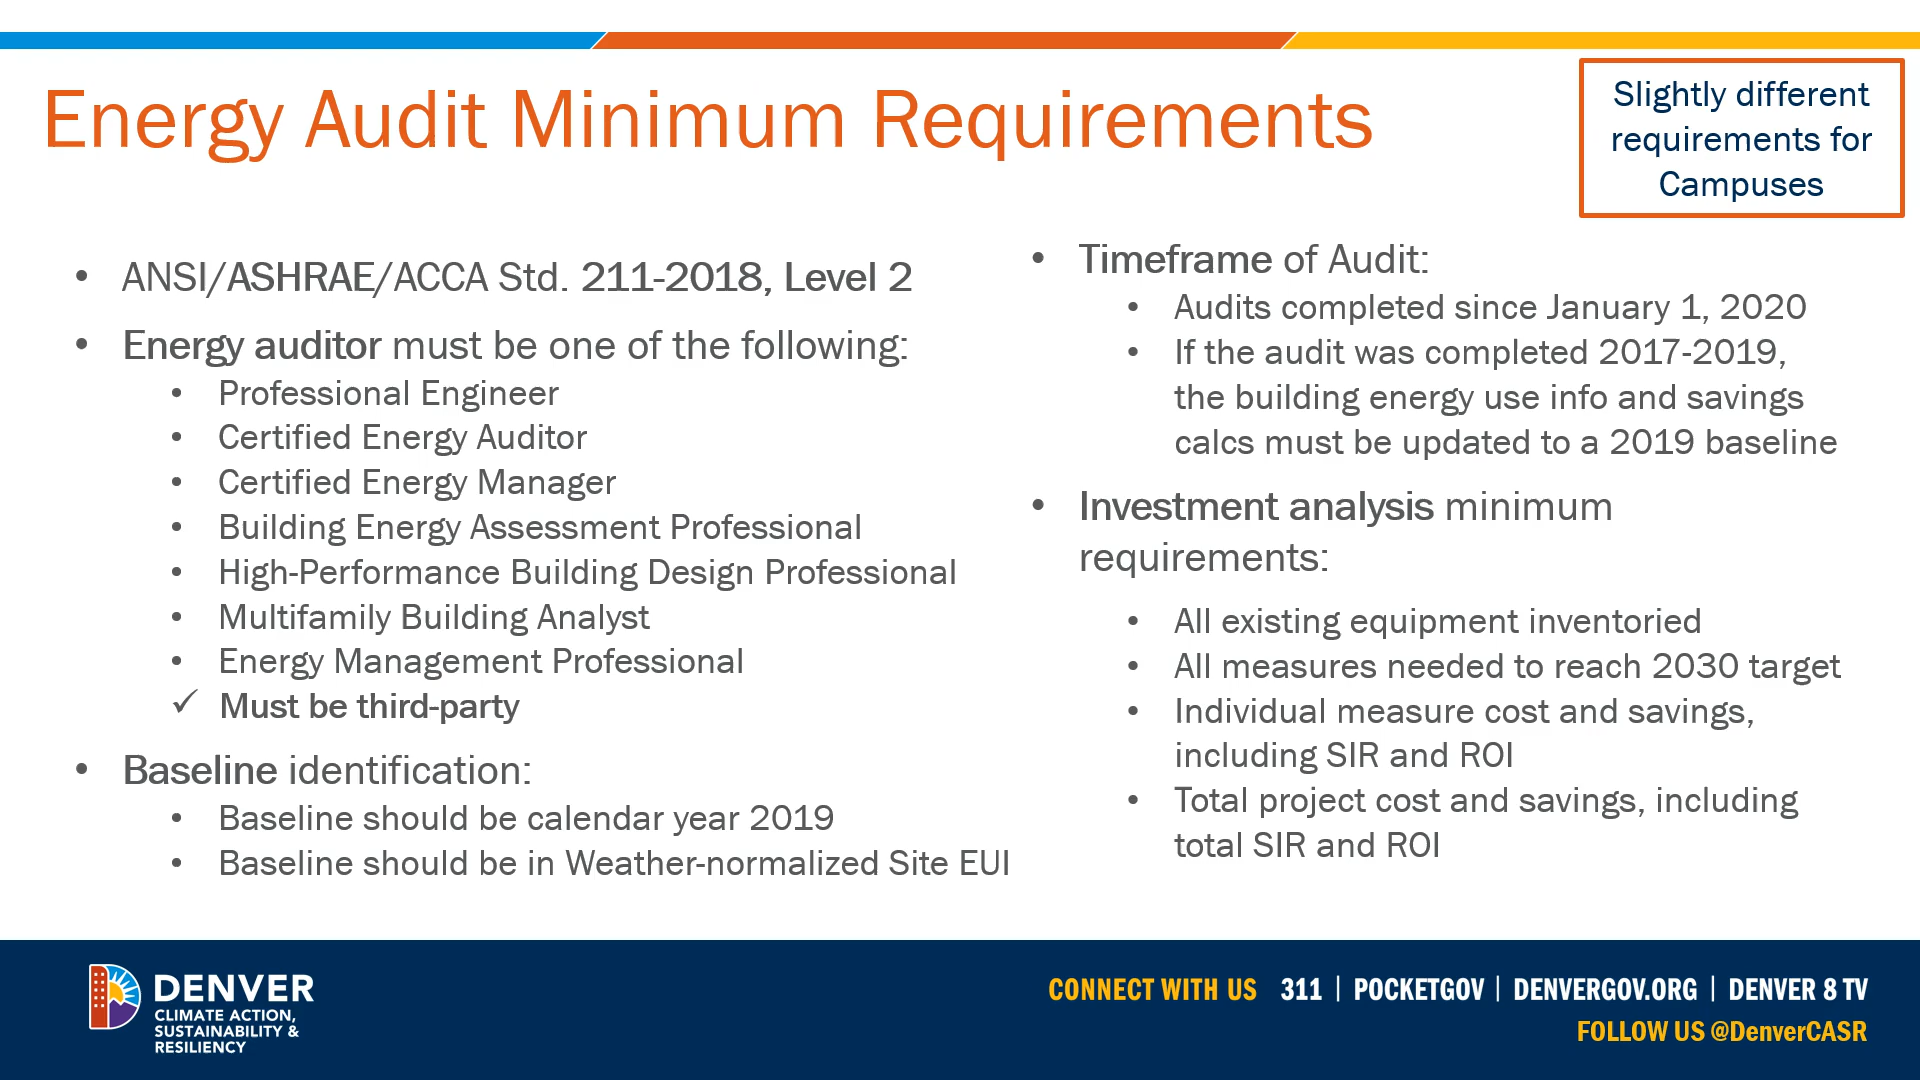 Energy Audit Minimum Requirements
Slightly different
requirements for
Campuses
• ANSI/ASHRAE/ACCA Std. 211-2018, Level 2
• Energy auditor must be one of the following:
• Professional Engineer
• Certified Energy Auditor
• Certified Energy Manager
• Building Energy Assessment Professional
• High-Performance Building Design Professional
• Multifamily Building Analyst
• Energy Management Professional
✓ Must be third-party
• Baseline identification:
• Baseline should be calendar year 2019
• Baseline should be in Weather-normalized Site EUI
• Timeframe of Audit:
• Audits completed since January 1, 2020
• If the audit was completed 2017-2019,
the building energy use info and savings
calcs must be updated to a 2019 baseline
• Investment analysis minimum
requirements:
• All existing equipment inventoried
• All measures needed to reach 2030 target
• Individual measure cost and savings,
including SIR and ROI
• Total project cost and savings, including
total SIR and ROI
DENVER
CLIMATE ACTION,
SUSTAINABILITY &
RESILIENCY
CONNECT WITH US 311 | POCKETGOV | DENVERGOV.ORG | DENVER 8 TV
FOLLOW US @DenverCASR